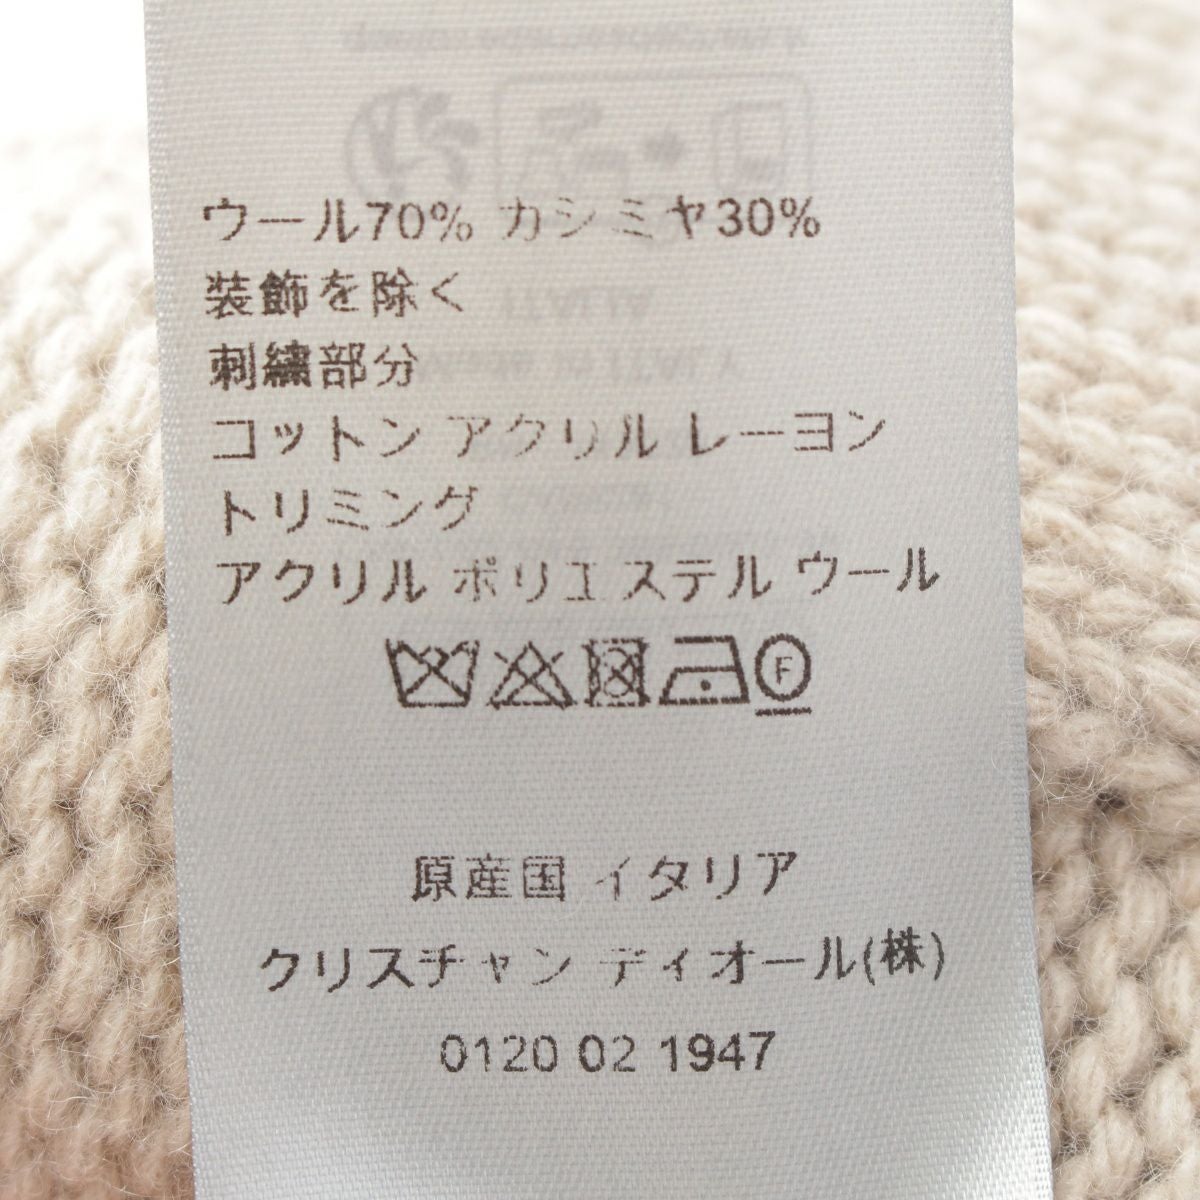 ウール70% カシミヤ30%
装飾を除く
刺繍部分
コットン アクリル レーヨン
トリミング
アクリル ポリエステル ウール
F
原産国 イタリア
クリスチャン ディオール(株)
0120 02 1947